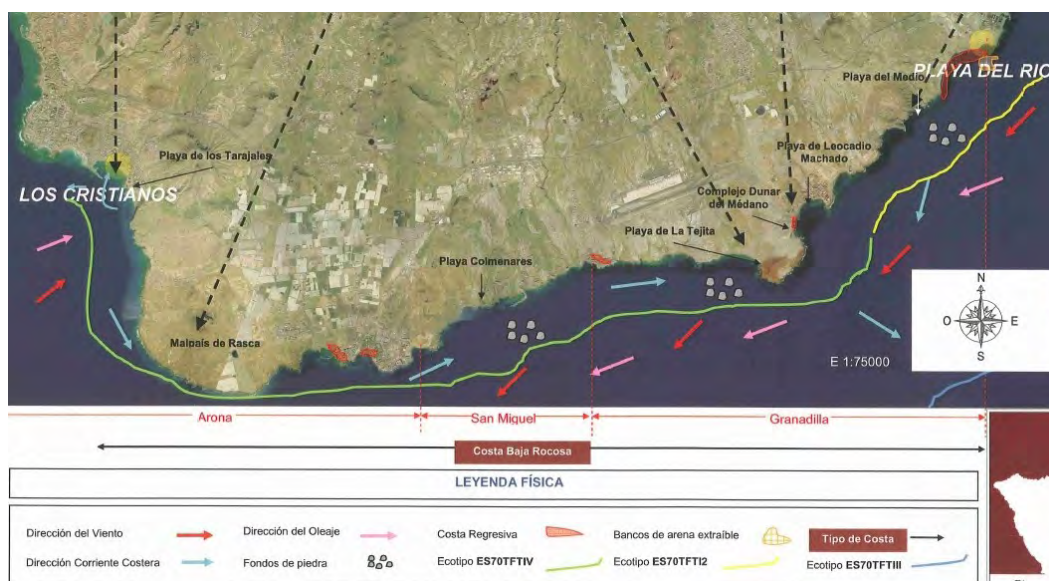 Playa del Medio
PLAYA DEL RIO
Playa de Leocadio
Machado
Playa de los Tarajales
LOS CRISTIANOS
Complejo Dunar
del Médano
Playa de La Tejita
Playa Colmenares
Malpaís de Rasca
N
O
E
S
E 1:75000
Arona
San Miguel
Granadilla
Costa Baja Rocosa
LEYENDA FÍSICA
Dirección del Viento
Dirección del Oleaje
Costa Regresiva
Bancos de arena extraíble
Tipo de Costa
Dirección Corriente Costera
Fondos de piedra
Ecotipo ES70TFTIV
Ecotipo ES70TFTI2
Ecotipo ES70TFTIII